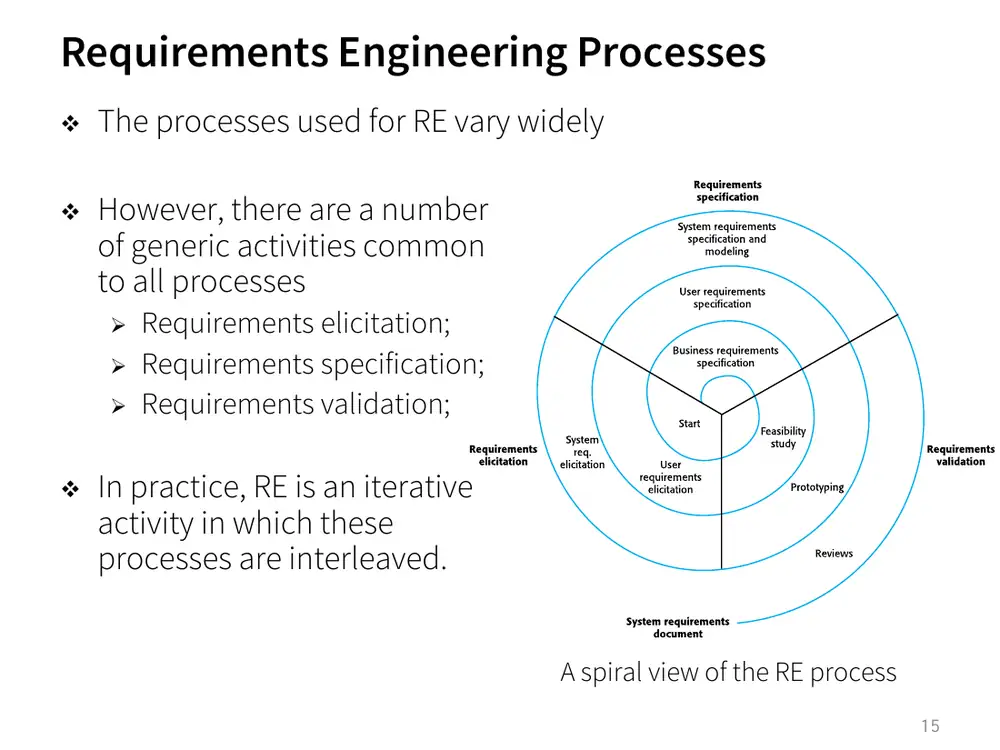 Requirements Engineering Processes
❖ The processes used for RE vary widely
❖ However, there are a number
of generic activities common
to all processes
➢ Requirements elicitation;
➢ Requirements specification;
➢ Requirements validation;
❖ In practice, RE is an iterative
activity in which these
processes are interleaved.
Requirements
specification
System requirements
specification and
modeling
User requirements
specification
Business requirements
specification
Start
Feasibility
study
Requirements
elicitation
System
req.
elicitation
User
requirements
elicitation
Prototyping
Requirements
validation
Reviews
System requirements
document
A spiral view of the RE process
15